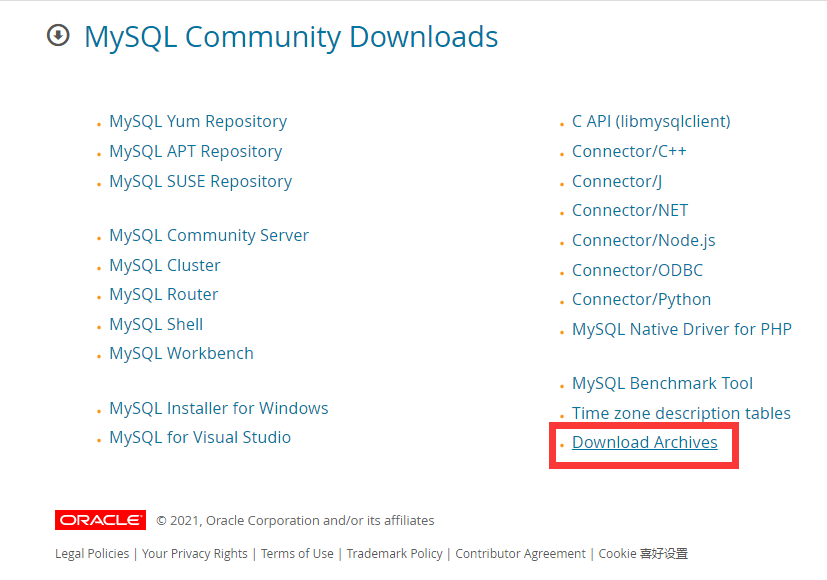 MySQL Community Downloads
MySQL Yum Repository
MySQL APT Repository
MySQL SUSE Repository
MySQL Community Server
MySQL Cluster
MySQL Router
MySQL Shell
MySQL Workbench
MySQL Installer for Windows
MySQL for Visual Studio
C API (libmysqlclient)
Connector/C++
Connector/J
Connector/NET
Connector/Node.js
Connector/ODBC
Connector/Python
MySQL Native Driver for PHP
MySQL Benchmark Tool
Time zone description tables
Download Archives
ORACLE © 2021, Oracle Corporation and/or its affiliates
Legal Policies | Your Privacy Rights | Terms of Use | Trademark Policy | Contributor Agreement | Cookie 喜好设置